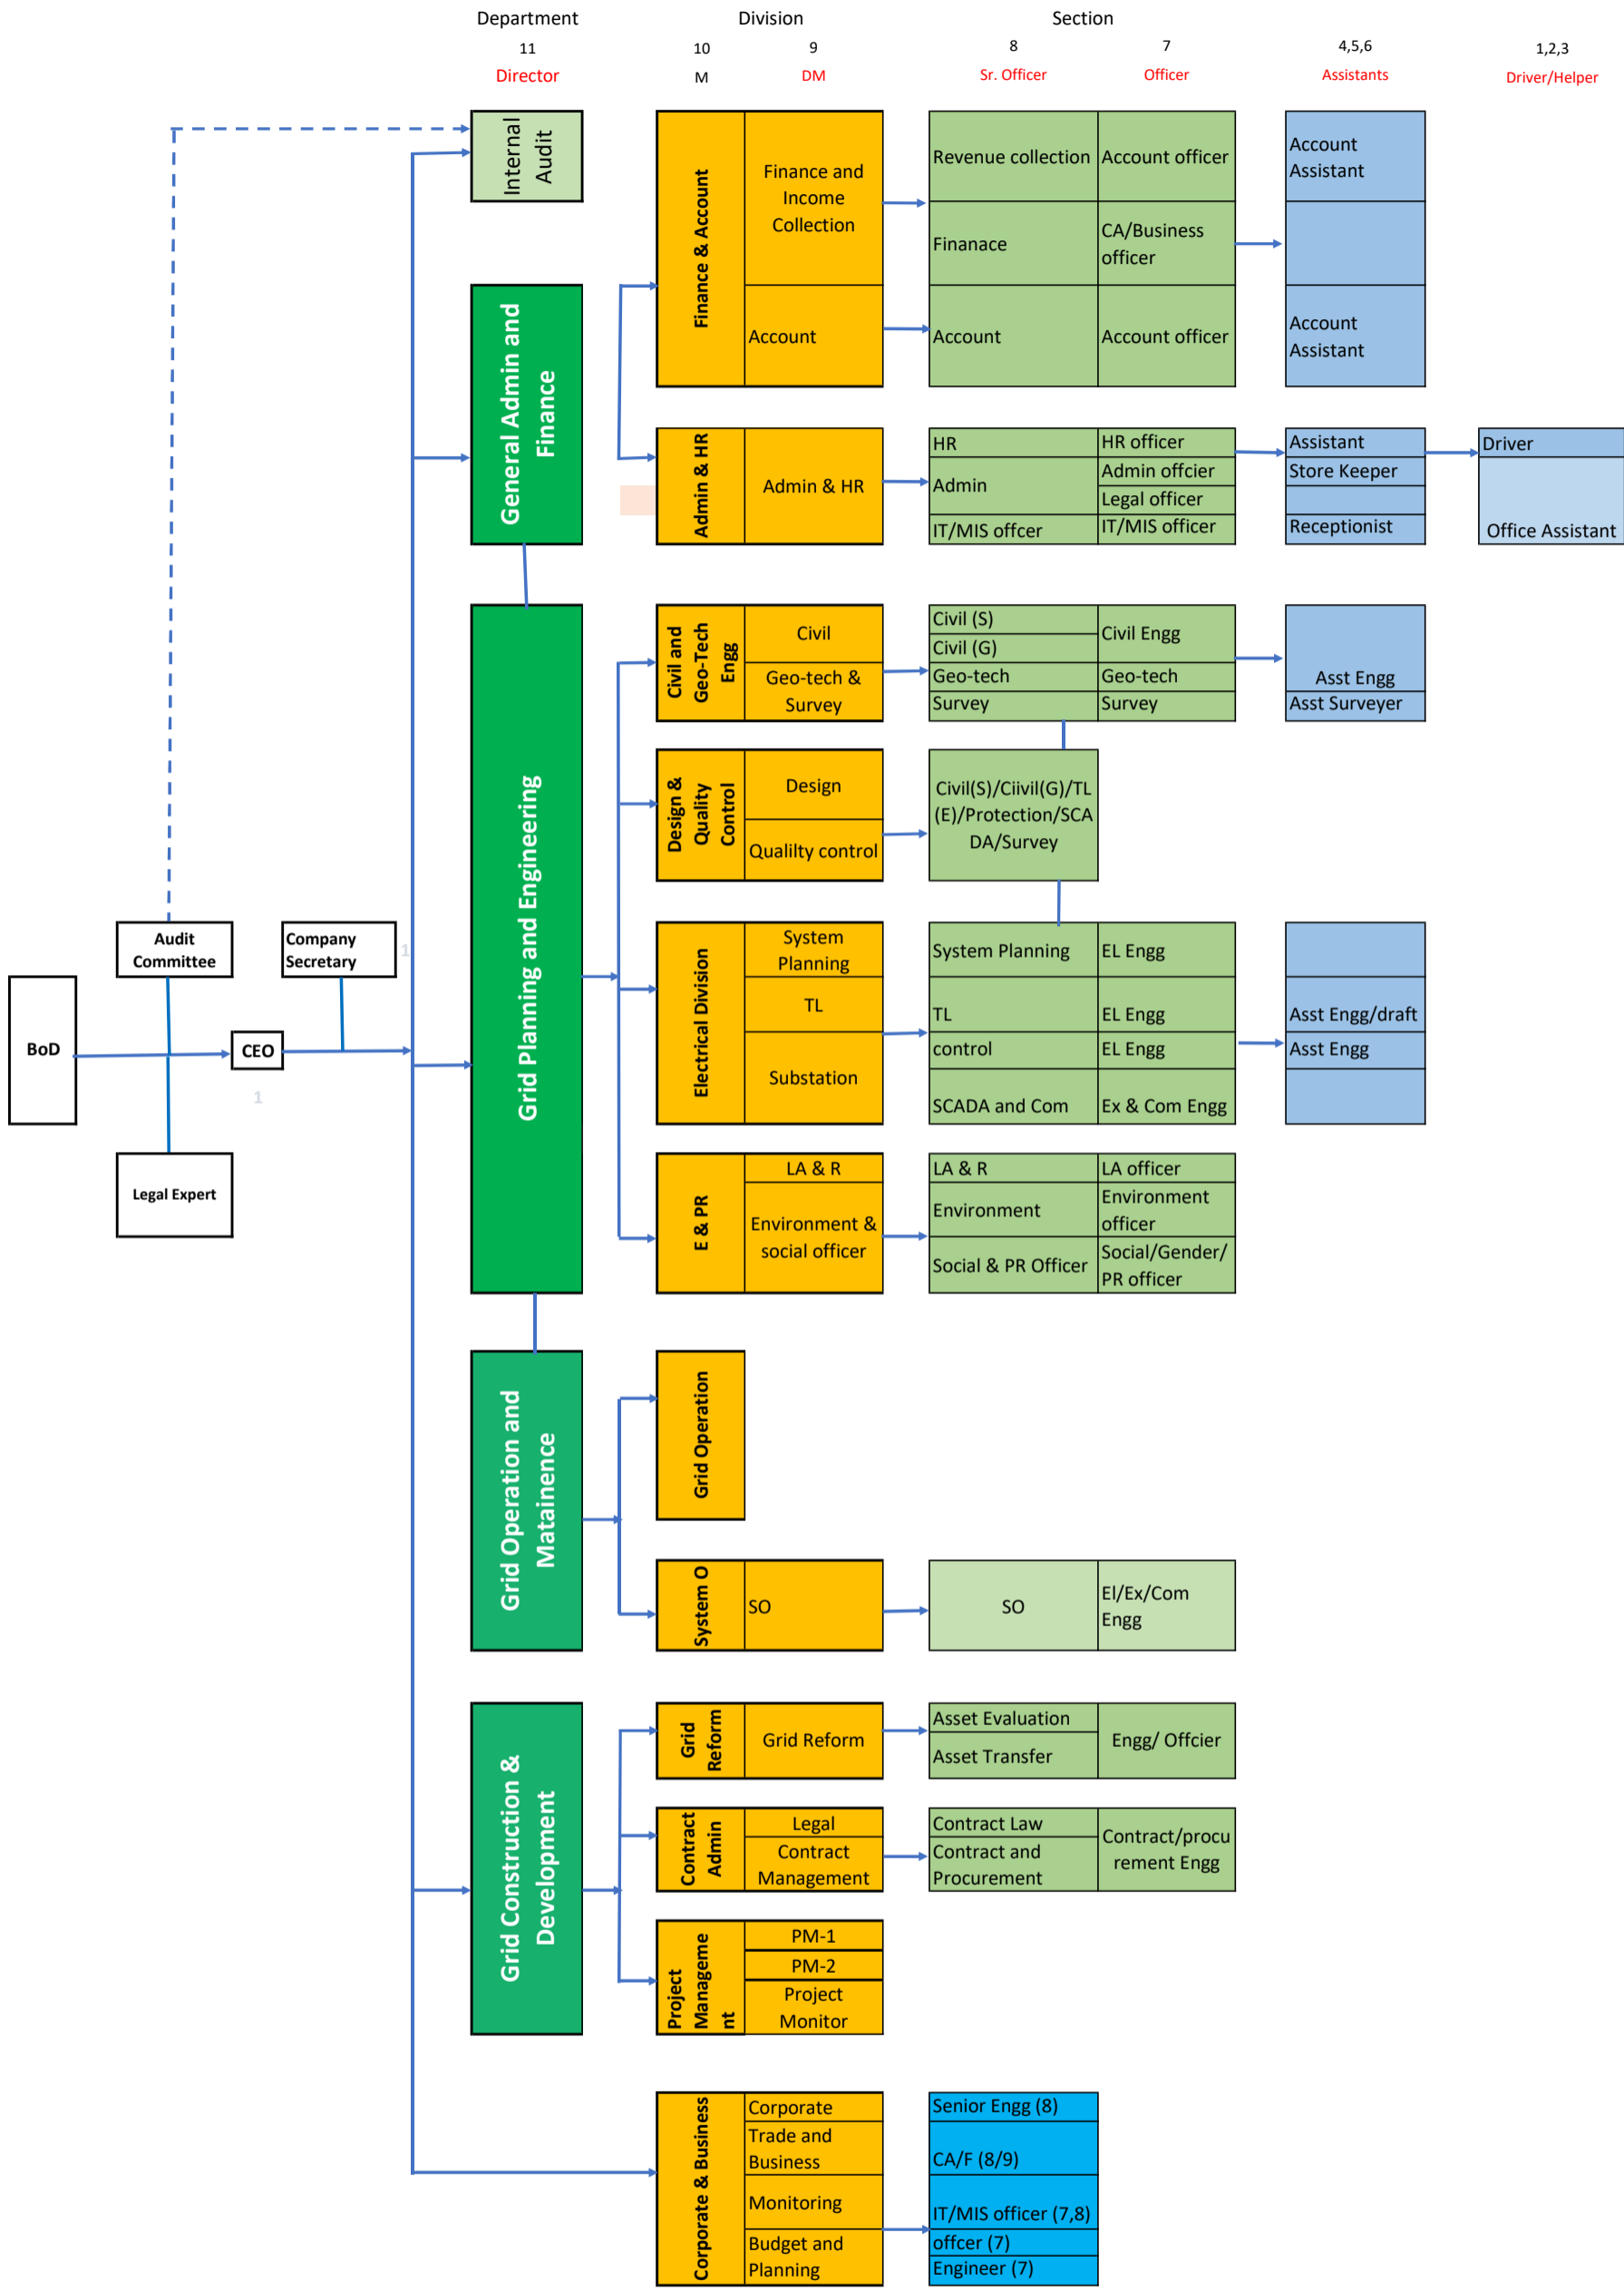 Department
Division
Section
11
10
9
8
7
4,5,6
1,2,3
Director
M
DM
Sr. Officer
Officer
Assistants
Driver/Helper
Internal
Audit
Finance & Account
Finance and
Income
Collection
Account
Revenue collection
Account officer
Finanace
CA/Business
officer
Account
Account officer
Account
Assistant
Account
Assistant
General Admin and
Finance
Admin & HR
Admin & HR
HR
Admin
IT/MIS offcer
HR officer
Admin offcier
Legal officer
IT/MIS officer
Assistant
Store Keeper
Receptionist
Driver
Office Assistant
Grid Planning and Engineering
Civil and
Geo-Tech
Engg
Civil
Geo-tech &
Survey
Civil (S)
Civil (G)
Geo-tech
Survey
Civil Engg
Geo-tech
Survey
Asst Engg
Asst Surveyer
Design &
Quality
Control
Design
Qualilty control
Civil(S)/Ciivil(G)/TL
(E)/Protection/SCA
DA/Survey
Audit
Committee
Company
Secretary
1
BoD
CEO
1
Legal Expert
Electrical Division
System
Planning
TL
Substation
System Planning
TL
control
SCADA and Com
EL Engg
EL Engg
EL Engg
Ex & Com Engg
Asst Engg/draft
Asst Engg
E & PR
LA & R
Environment &
social officer
LA & R
Environment
Social & PR Officer
LA officer
Environment
officer
Social/Gender/
PR officer
Grid Operation and
Matainence
Grid Operation
System O
SO
SO
El/Ex/Com
Engg
Grid Construction &
Development
Grid
Reform
Grid Reform
Asset Evaluation
Asset Transfer
Engg/ Offcier
Contract
Admin
Legal
Contract
Management
Contract Law
Contract and
Procurement
Contract/procu
rement Engg
Project
Manageme
nt
PM-1
PM-2
Project
Monitor
Corporate & Business
Corporate
Trade and
Business
Monitoring
Budget and
Planning
Senior Engg (8)
CA/F (8/9)
IT/MIS officer (7,8)
offcer (7)
Engineer (7)